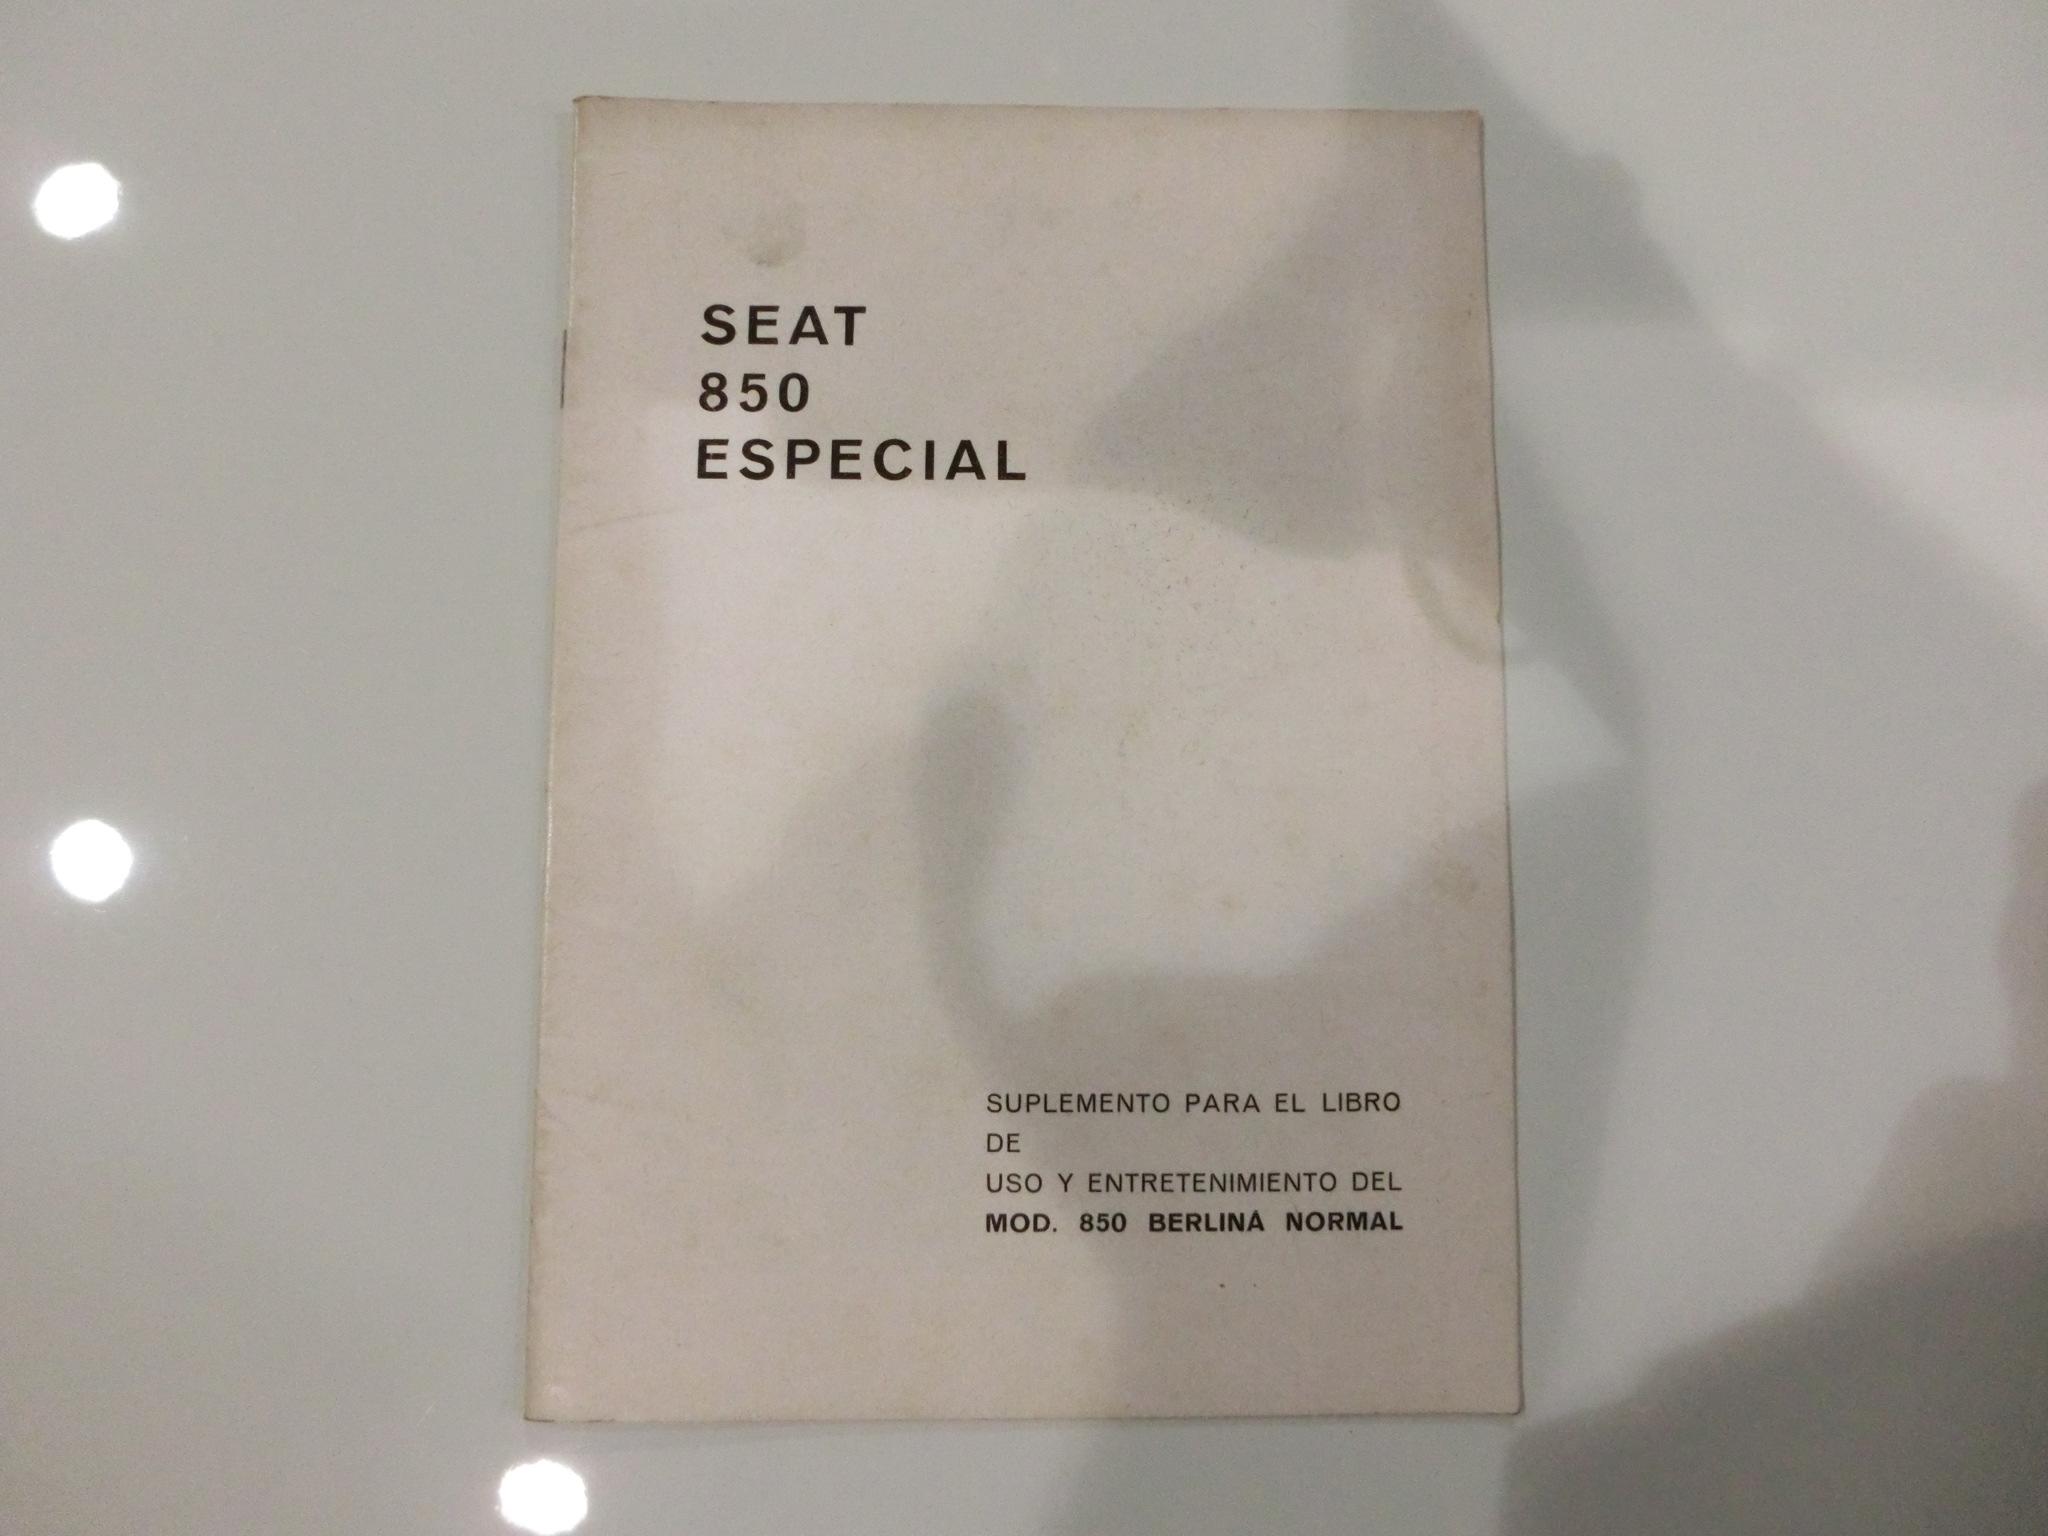 SEAT
850
ESPECIAL
SUPLEMENTO PARA EL LIBRO
DE
USO Y ENTRETENIMIENTO DEL
MOD. 850 BERLINA NORMAL